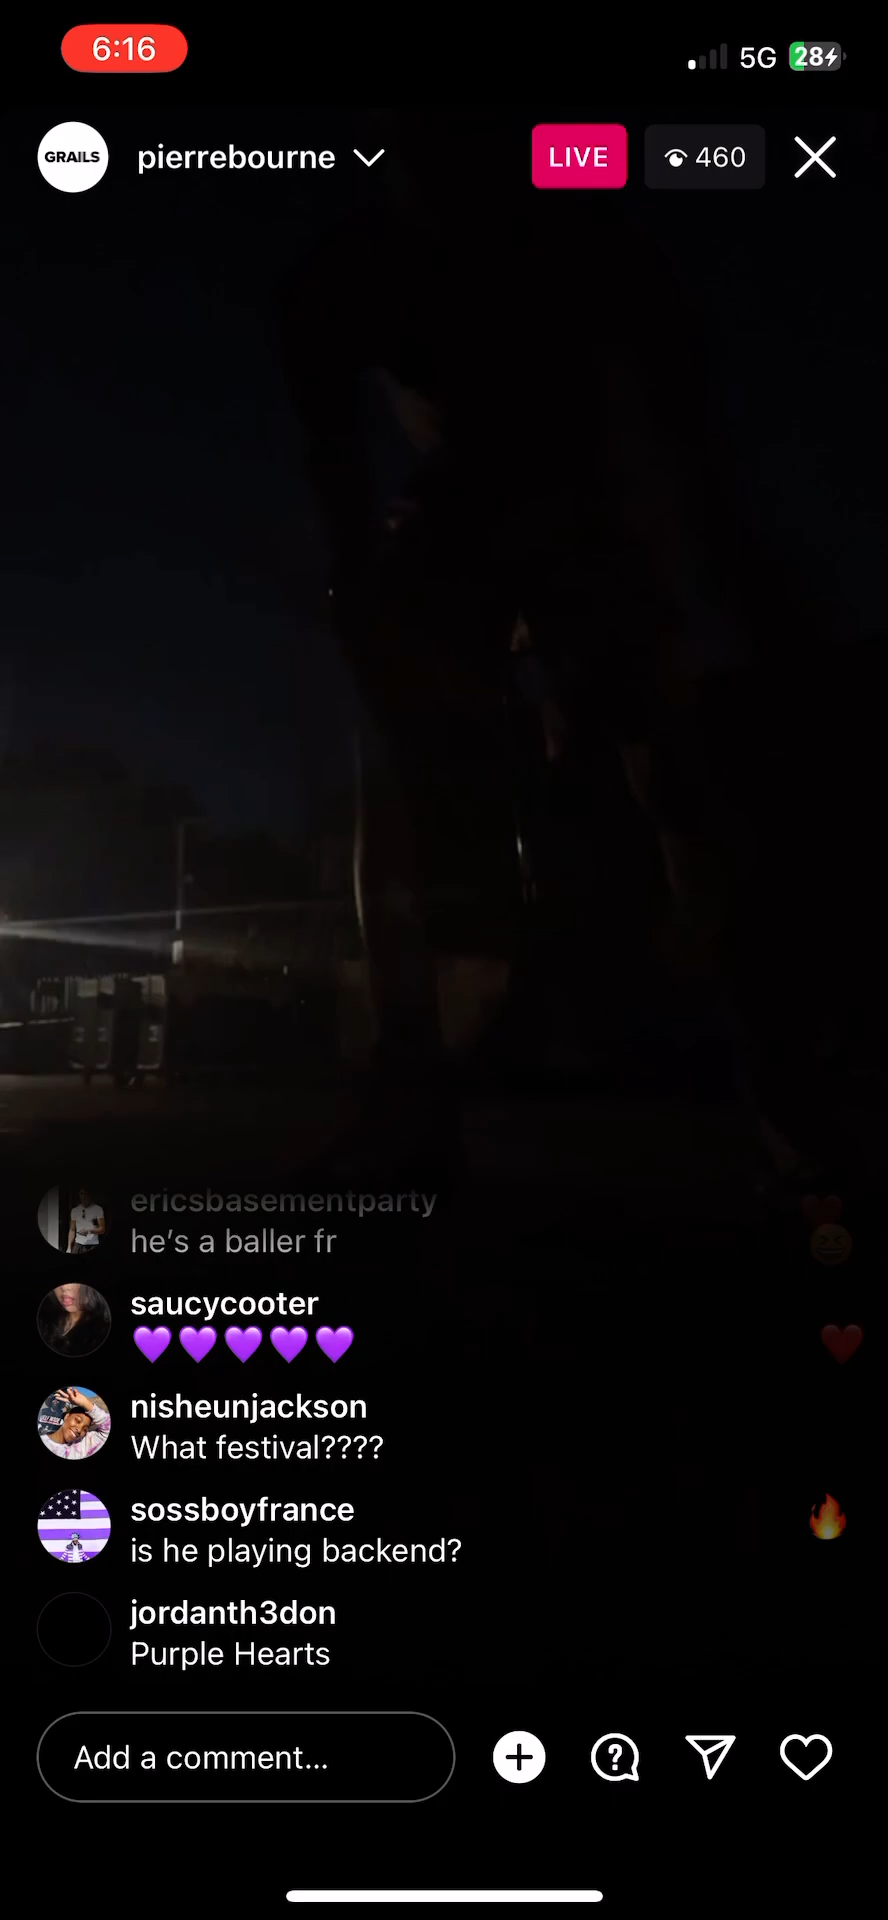 6:16
5G
28
GRAILS
pierrebourne
LIVE
460
ericsbasementparty
he's a baller fr
saucycooter
💜💜💜💜💜
nisheunjackson
What festival????
sossboyfrance
is he playing backend?
jordanth3don
Purple Hearts
Add a comment...